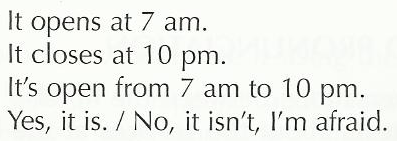 It opens at 7 am.
It closes at 10 pm.
It's open from 7 am to 10 pm.
Yes, it is. / No, it isn't, I'm afraid.